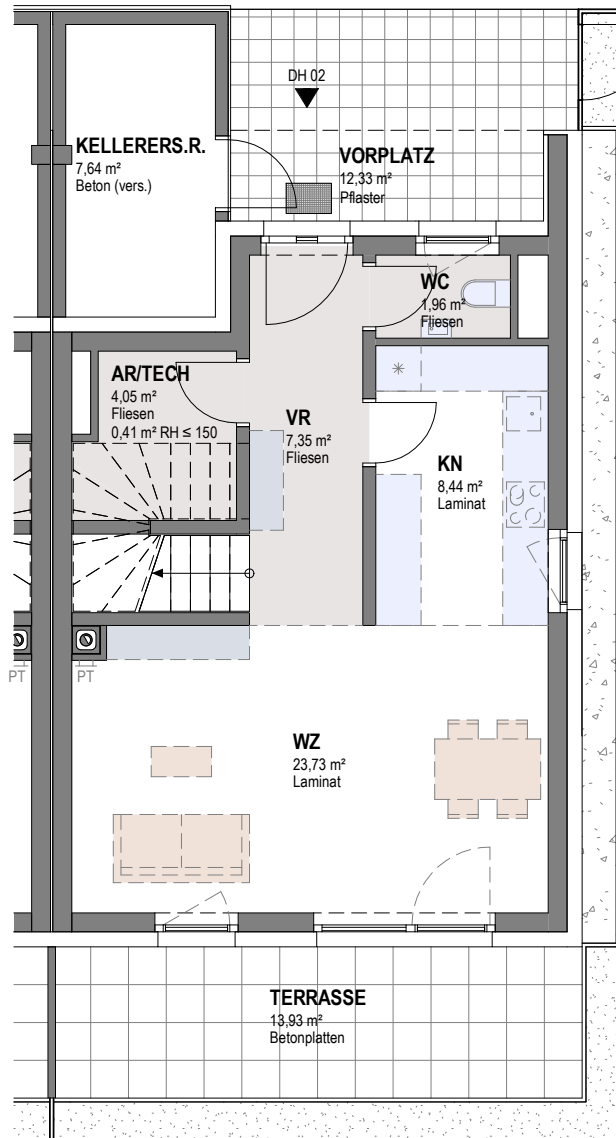 DH 02
KELLERERS.R.
7,64 m²
Beton (vers.)
VORPLATZ
12,33 m²
Pflaster
WC
1,96 m²
Fliesen
AR/TECH
4,05 m²
Fliesen
0,41 m² RH ≤ 150
VR
7,35 m²
Fliesen
KN
8,44 m²
Laminat
PT
PT
WZ
23,73 m²
Laminat
TERRASSE
13,93 m²
Betonplatten